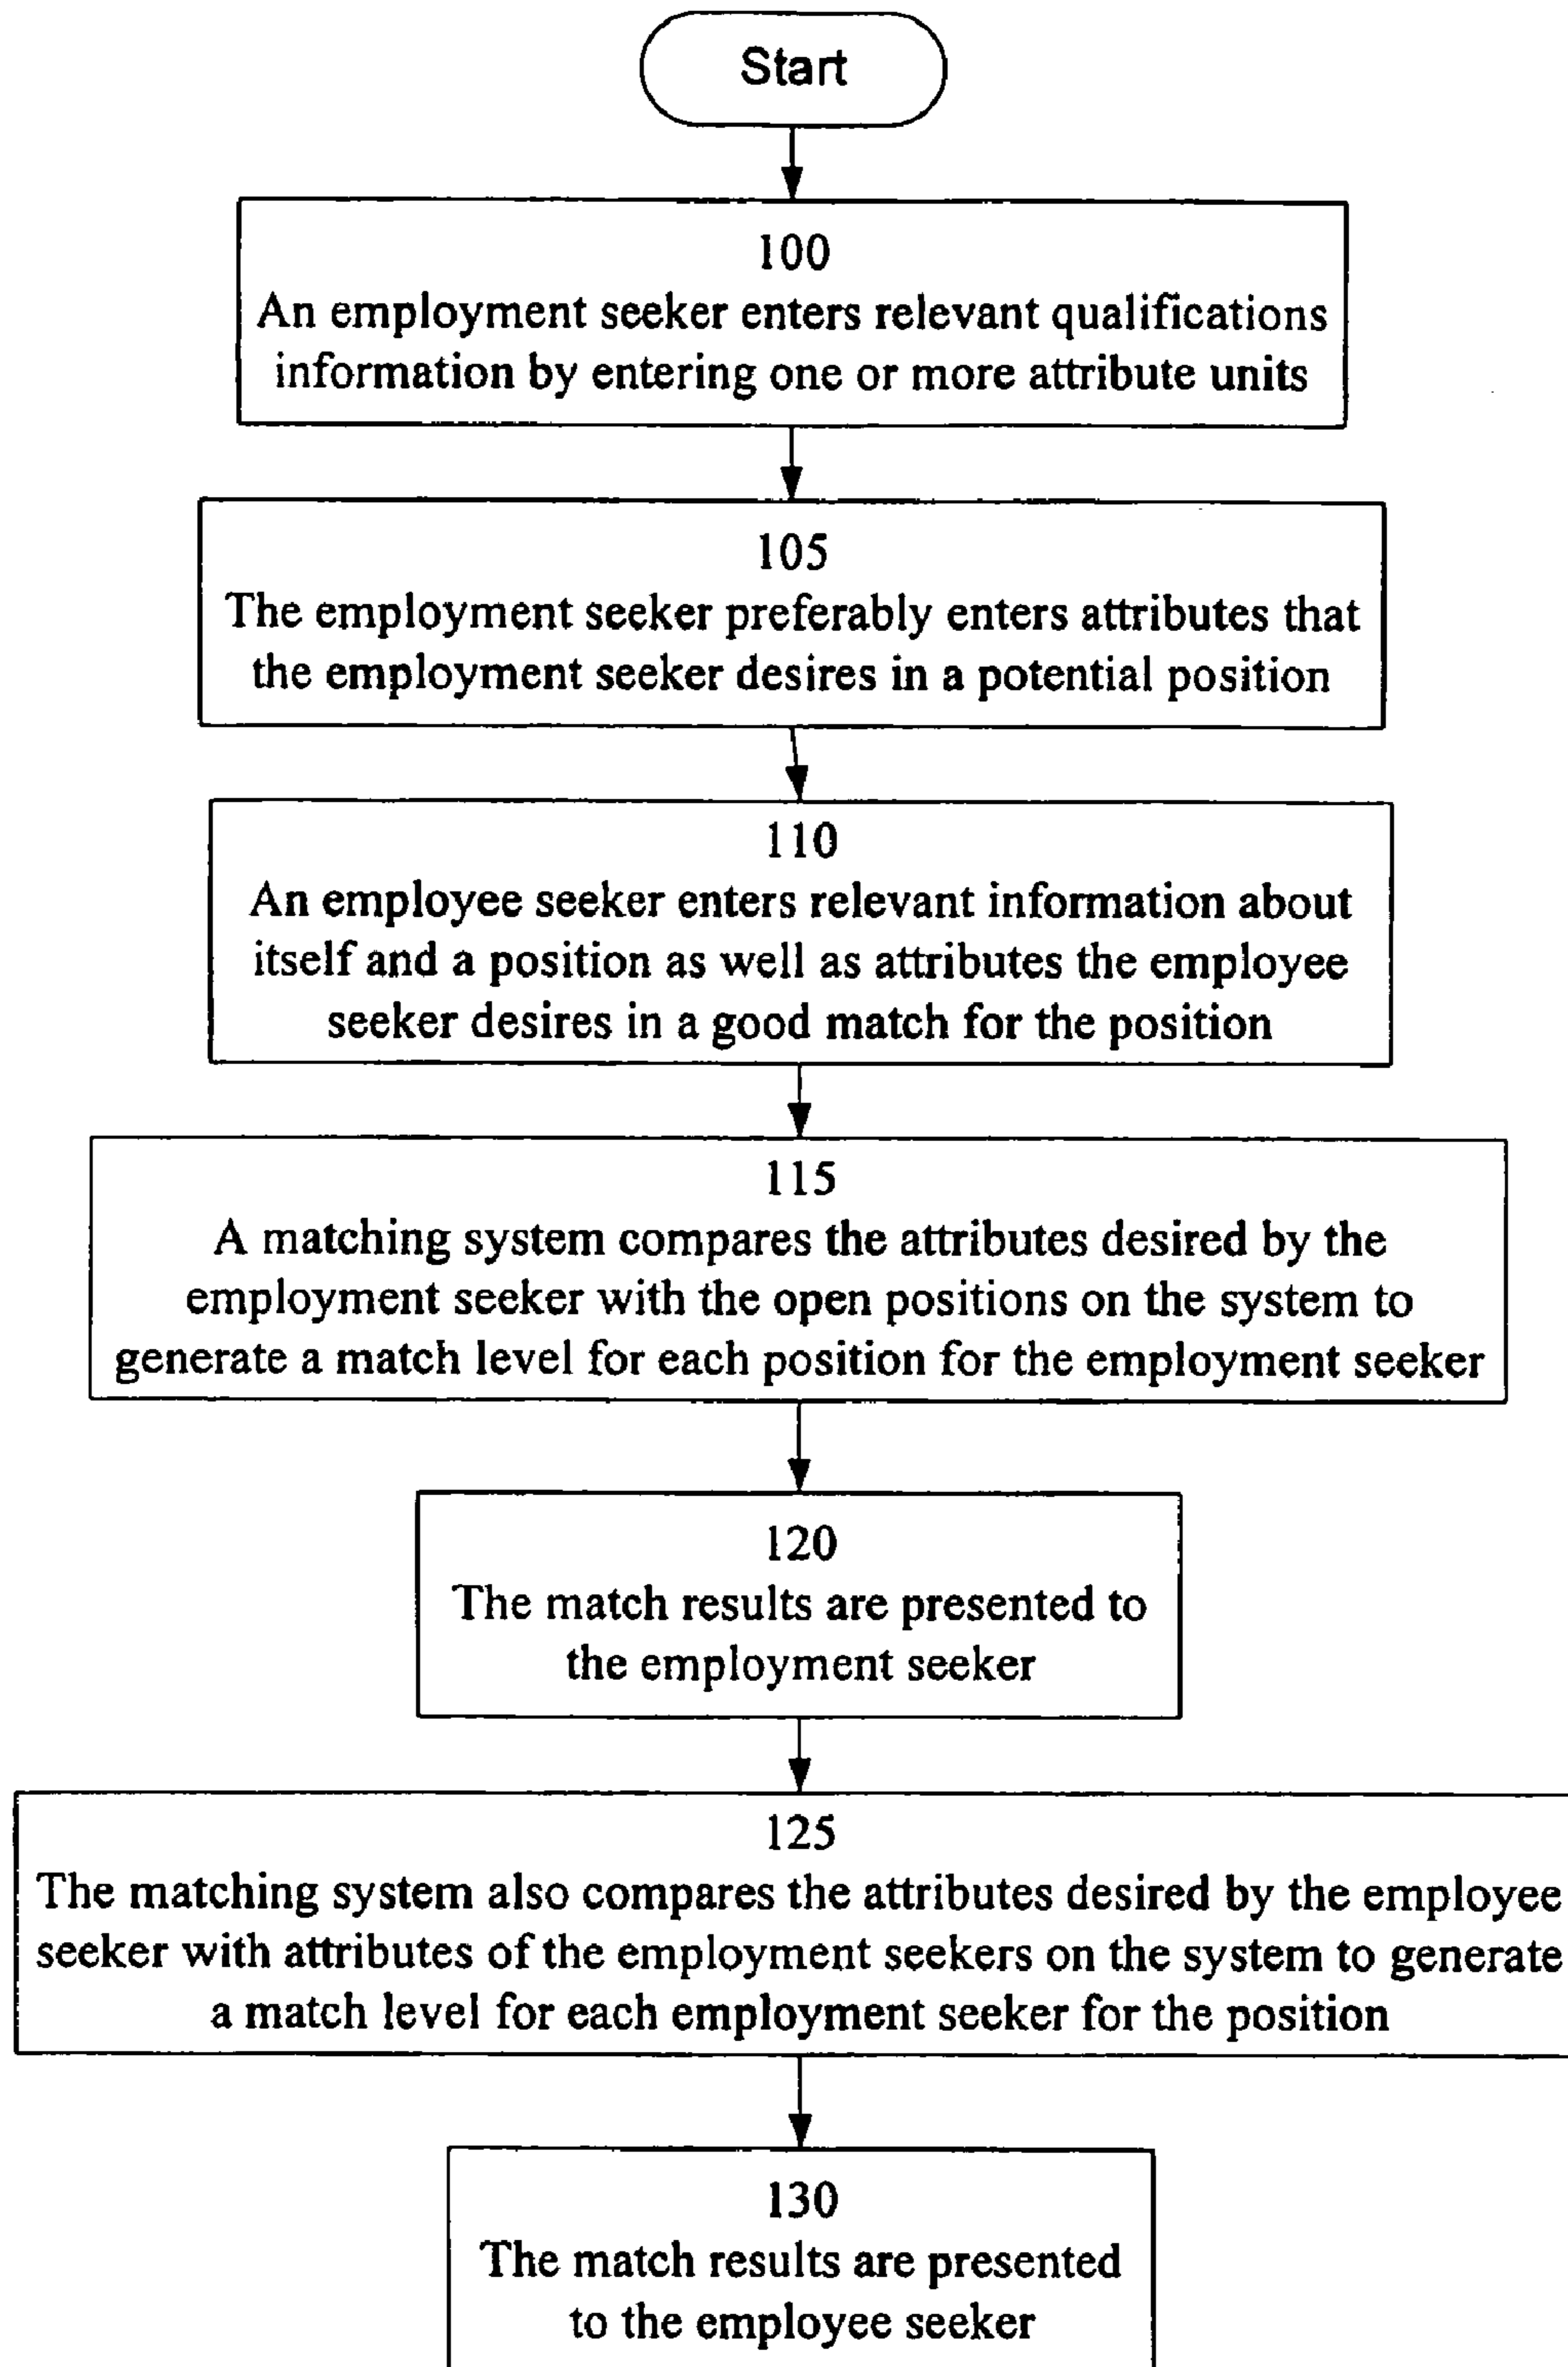 Start
100
An employment seeker enters relevant qualifications
information by entering one or more attribute units
105
The employment seeker preferably enters attributes that
the employment seeker desires in a potential position
110
An employee seeker enters relevant information about
itself and a position as well as attributes the employee
seeker desires in a good match for the position
115
A matching system compares the attributes desired by the
employment seeker with the open positions on the system to
generate a match level for each position for the employment seeker
120
The match results are presented to
the employment seeker
125
The matching system also compares the attributes desired by the employee
seeker with attributes of the employment seekers on the system to generate
a match level for each employment seeker for the position
130
The match results are presented
to the employee seeker